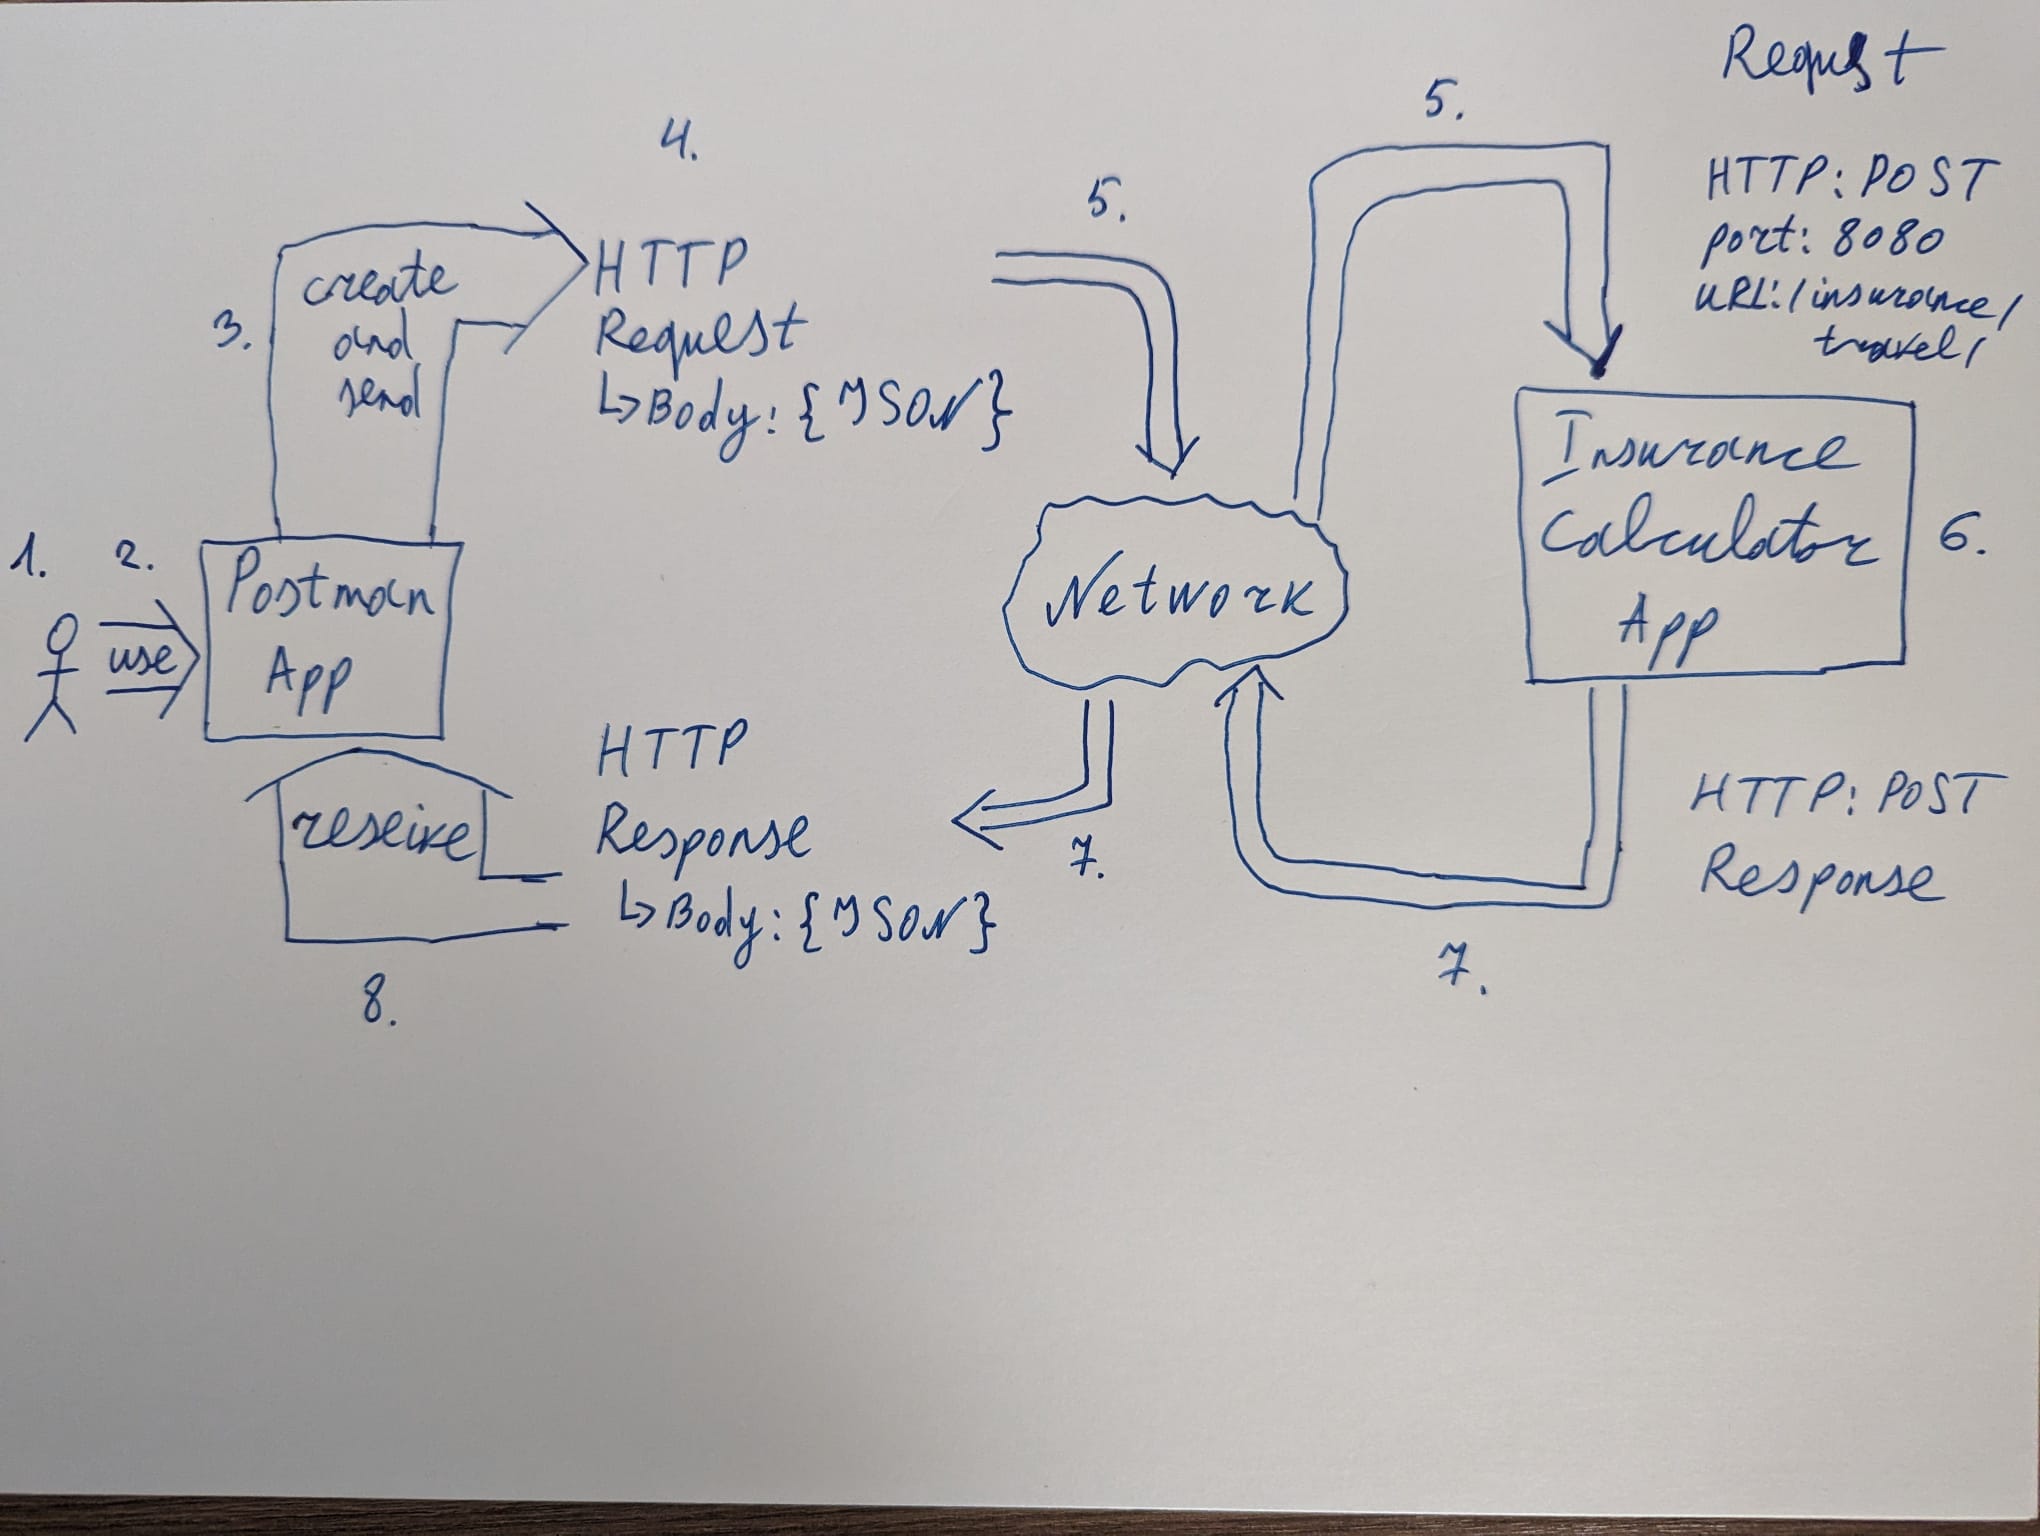 Request
5.
4.
HTTP: POST
port: 8080
URL: /insurance/
travel/
5.
create
and
send
3.
HTTP
Request
↳ Body: {JSON}
Insurance
Calculator
App
6.
1.
2.
use
Postman
App
Network
HTTP
Response
↳ Body: {JSON}
7.
reseive
8.
HTTP: POST
Response
7.